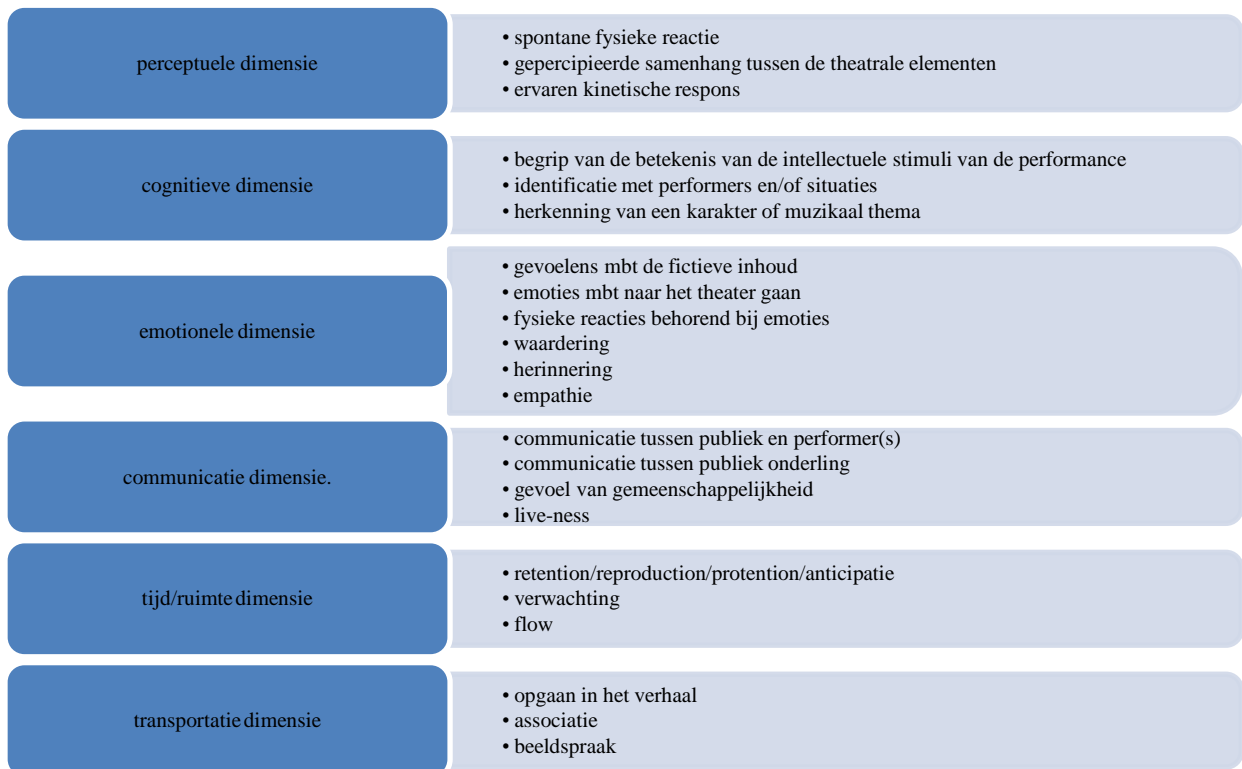 perceptuele dimensie
• spontane fysieke reactie
• gepercipieerde samenhang tussen de theatrale elementen
• ervaren kinetische respons
cognitieve dimensie
• begrip van de betekenis van de intellectuele stimuli van de performance
• identificatie met performers en/of situaties
• herkenning van een karakter of muzikaal thema
emotionele dimensie
• gevoelens mbt de fictieve inhoud
• emoties mbt naar het theater gaan
• fysieke reacties behorend bij emoties
• waardering
• herinnering
• empathie
communicatie dimensie.
• communicatie tussen publiek en performer(s)
• communicatie tussen publiek onderling
• gevoel van gemeenschappelijkheid
• live-ness
tijd/ruimte dimensie
• retention/reproduction/protention/anticipatie
• verwachting
• flow
transportatie dimensie
• opgaan in het verhaal
• associatie
• beeldspraak